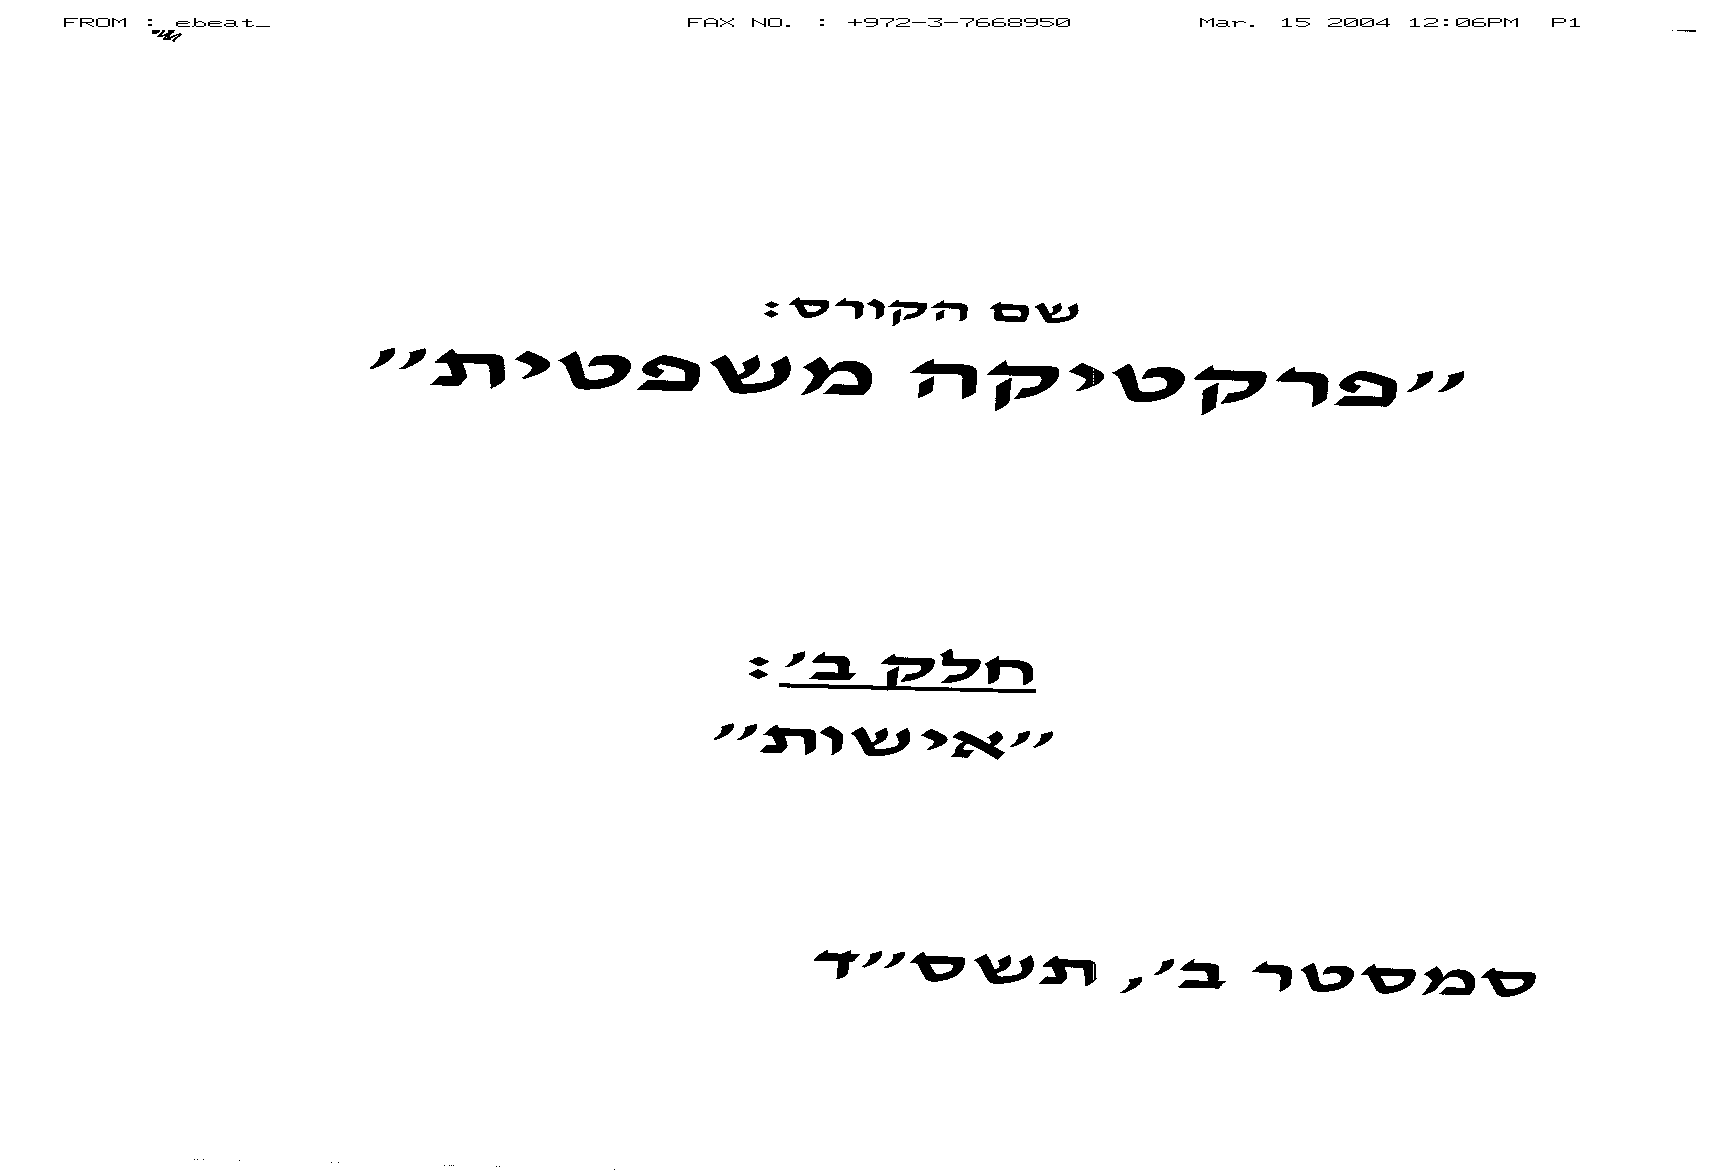 FROM : ebeat_ FAX NO. : +972-3-7668950 Mar. 15 2004 12:06PM P1
שם הקורס:
"פרקטיקה משפטית"
חלק ב':
"אישות"
סמסטר ב', תשס"ד